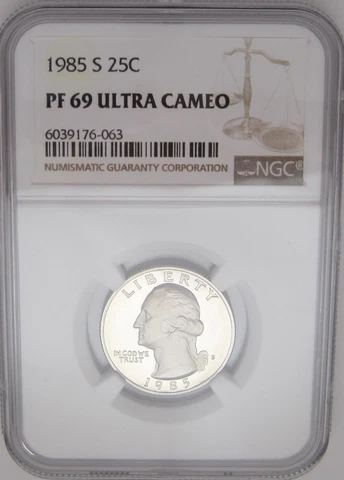 1985 S 25C
PF 69 ULTRA CAMEO
6039176-063
NUMISMATIC GUARANTY CORPORATION
NGC®
LIBERTY
IN GOD WE
TRUST
S
1985